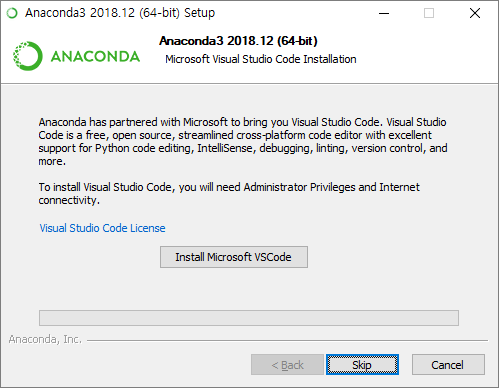 Anaconda3 2018.12 (64-bit) Setup
ANACONDA
Anaconda3 2018.12 (64-bit)
Microsoft Visual Studio Code Installation
Anaconda has partnered with Microsoft to bring you Visual Studio Code. Visual Studio
Code is a free, open source, streamlined cross-platform code editor with excellent
support for Python code editing, IntelliSense, debugging, linting, version control, and
more.
To install Visual Studio Code, you will need Administrator Privileges and Internet
connectivity.
Visual Studio Code License
Install Microsoft VSCode
Anaconda, Inc.
< Back
Skip
Cancel